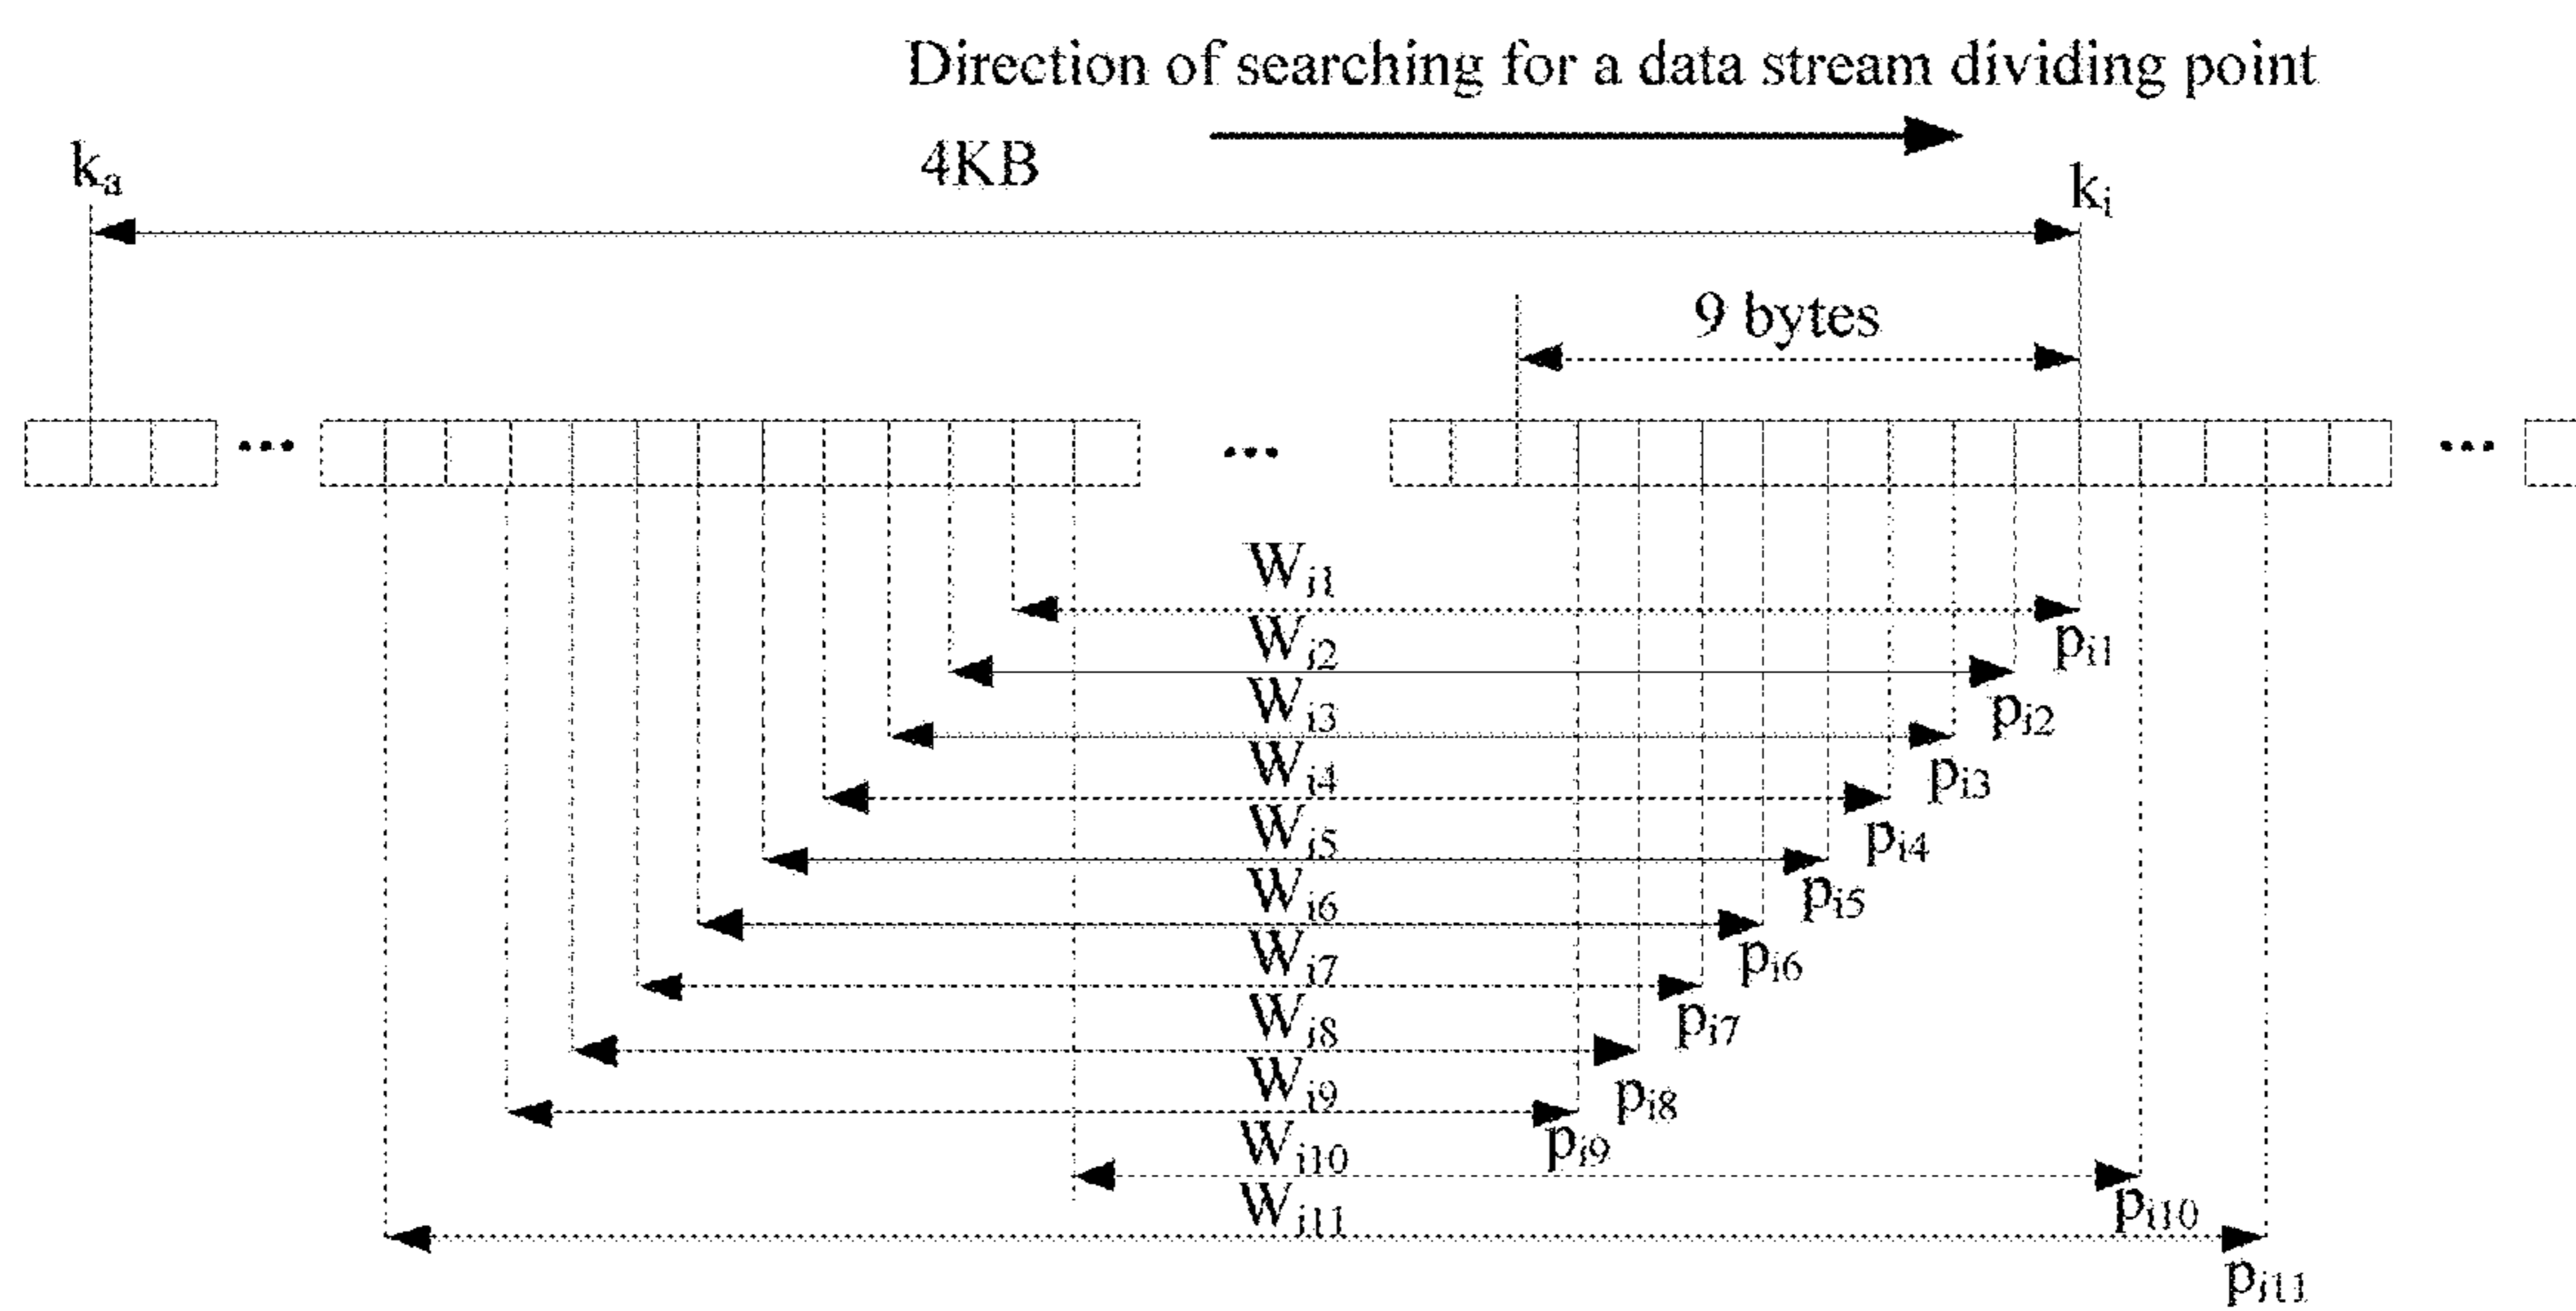 Direction of searching for a data stream dividing point
kₐ
4KB
kᵢ
9 bytes
...
...
...
Wᵢ₁
pᵢ₁
Wᵢ₂
pᵢ₂
Wᵢ₃
pᵢ₃
Wᵢ₄
pᵢ₄
Wᵢ₅
pᵢ₅
Wᵢ₆
pᵢ₆
Wᵢ₇
pᵢ₇
Wᵢ₈
pᵢ₈
Wᵢ₉
pᵢ₉
Wᵢ₁₀
pᵢ₁₀
Wᵢ₁₁
pᵢ₁₁